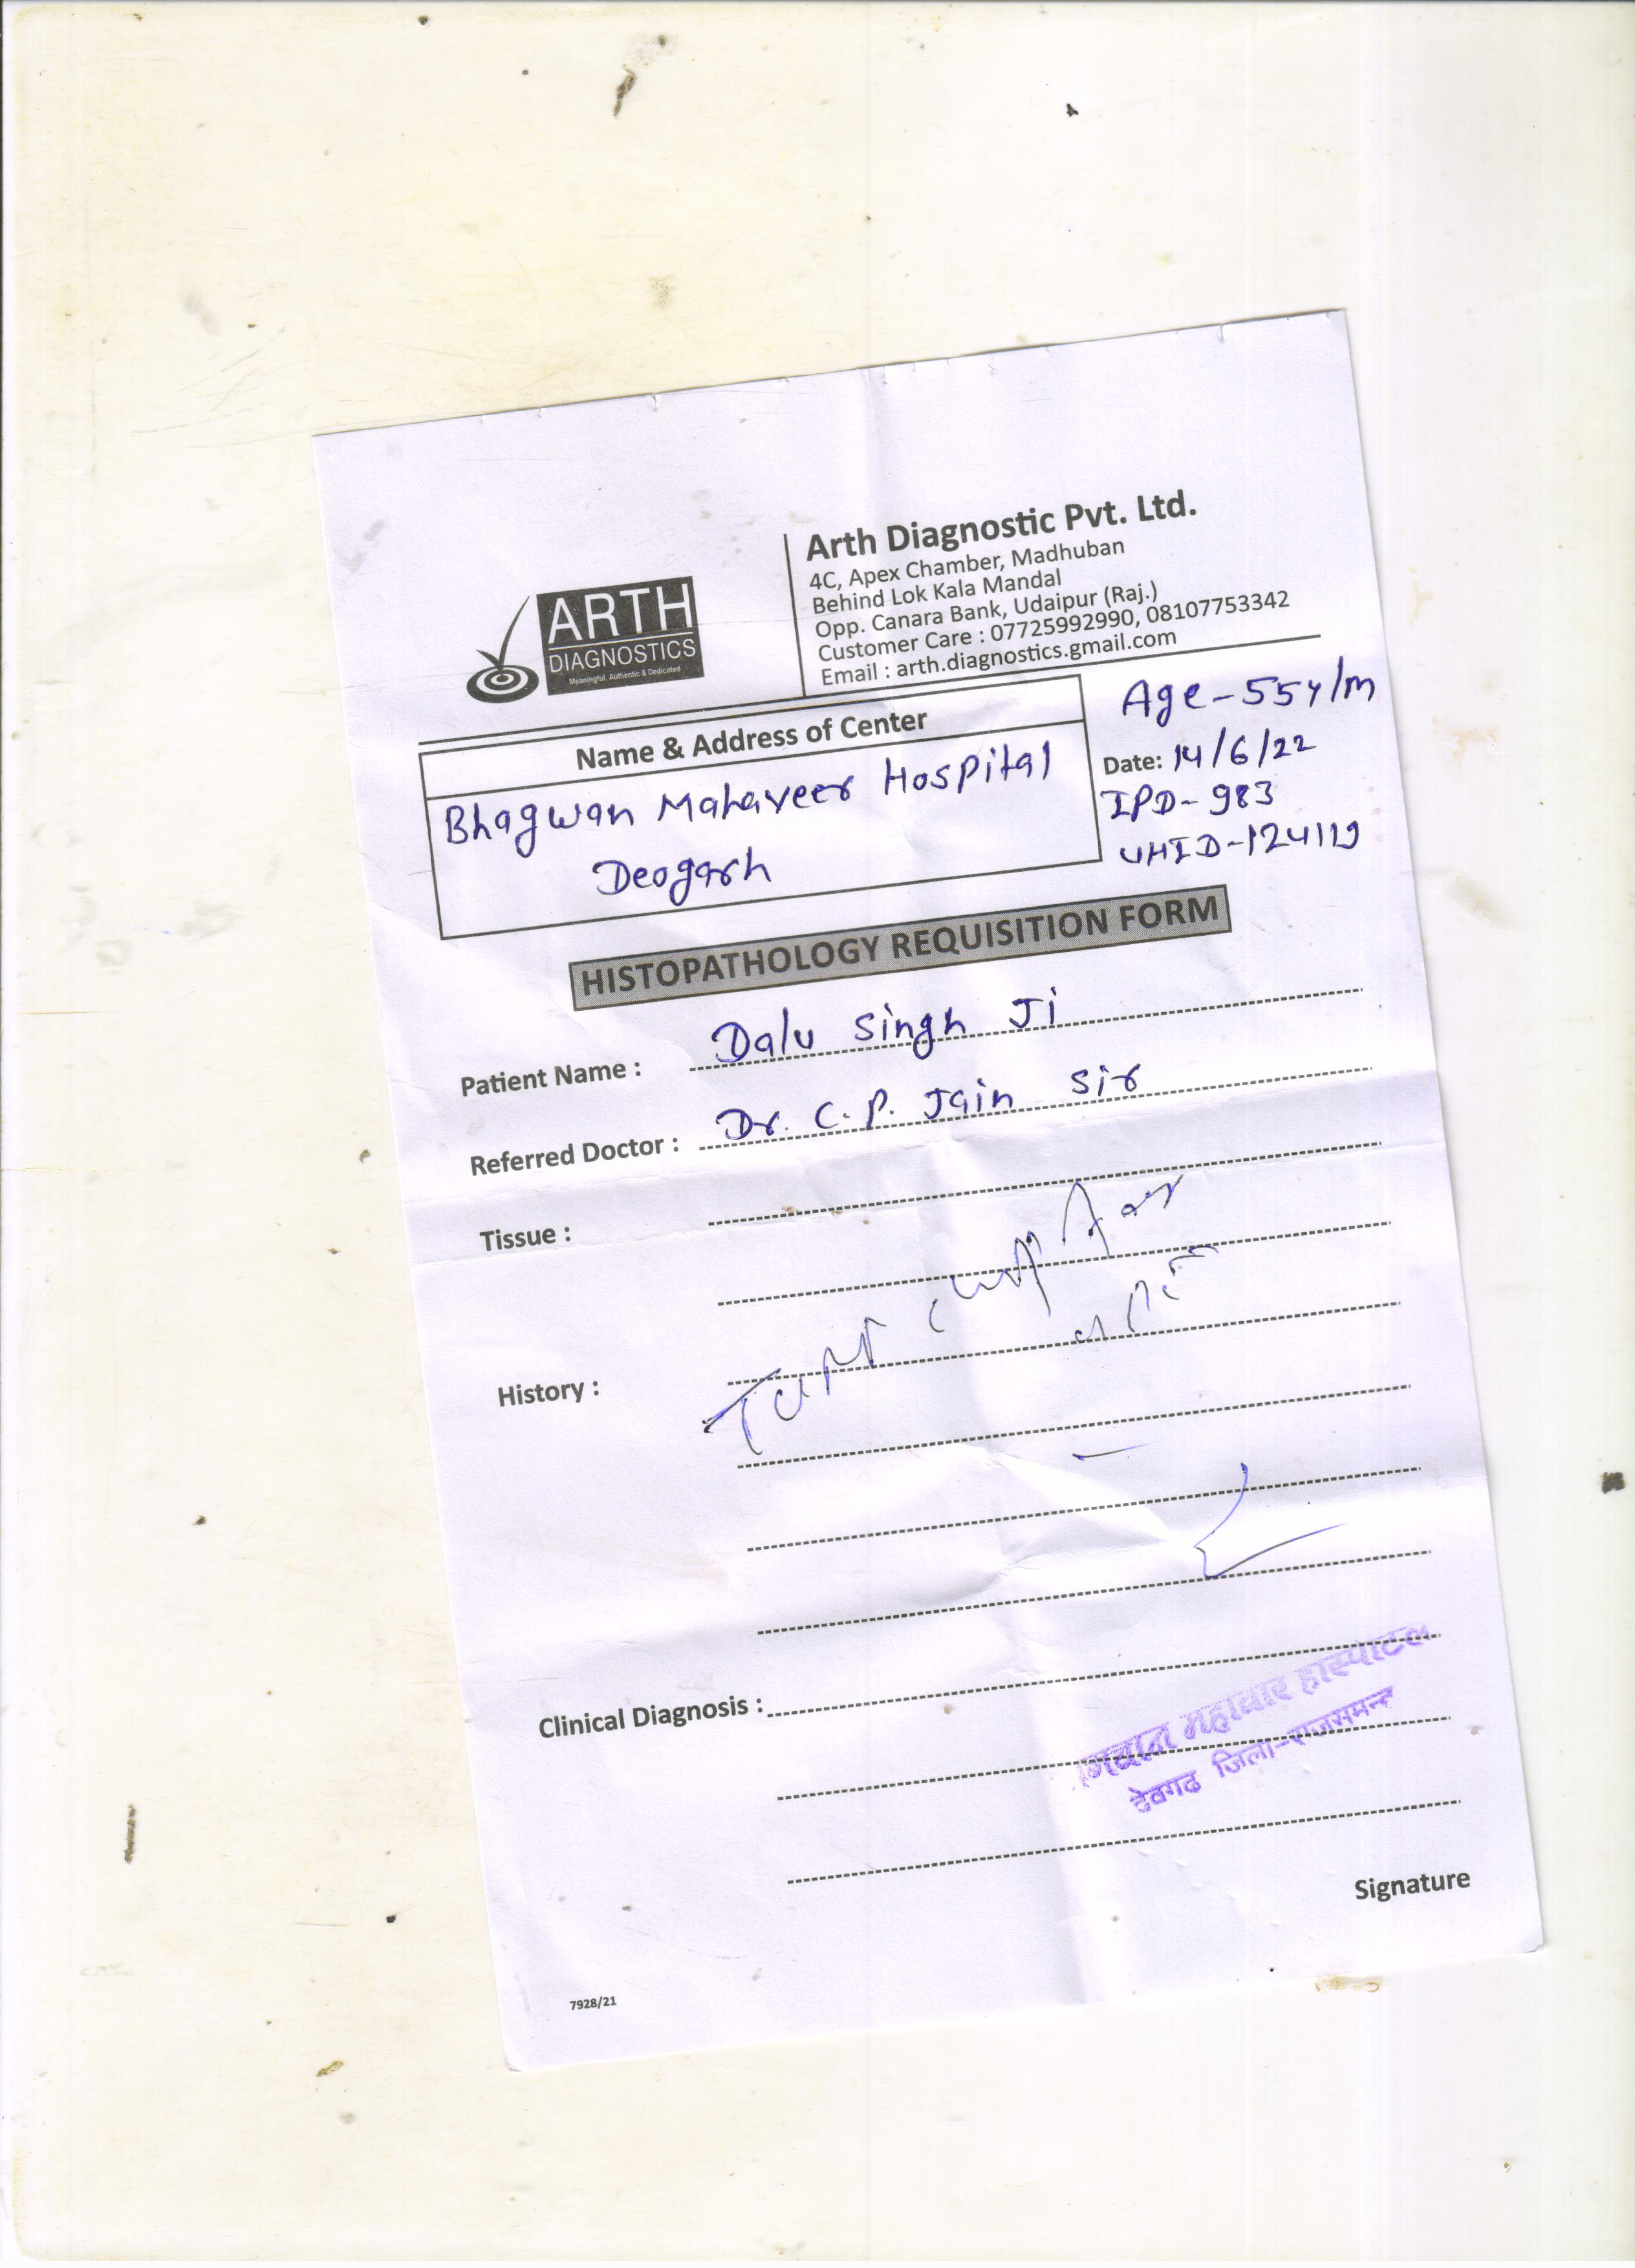 ARTH
DIAGNOSTICS
Meaningful, Authentic & Dedicated
Arth Diagnostic Pvt. Ltd.
4C, Apex Chamber, Madhuban
Behind Lok Kala Mandal
Opp. Canara Bank, Udaipur (Raj.)
Customer Care : 07725992990, 08107753342
Email : arth.diagnostics.gmail.com
Name & Address of Center
Bhagwan Mahaveer Hospital
Deogarh
Age-55Y/M
Date: 14/6/22
IPD-983
UHID-124119
HISTOPATHOLOGY REQUISITION FORM
Patient Name : Dalu Singh Ji
Referred Doctor : Dr. C.P. Jain Sir
Tissue :
History :
Clinical Diagnosis :
महावीर हॉस्पीटल
देवगढ जिला-राजसमन्द
Signature
7928/21